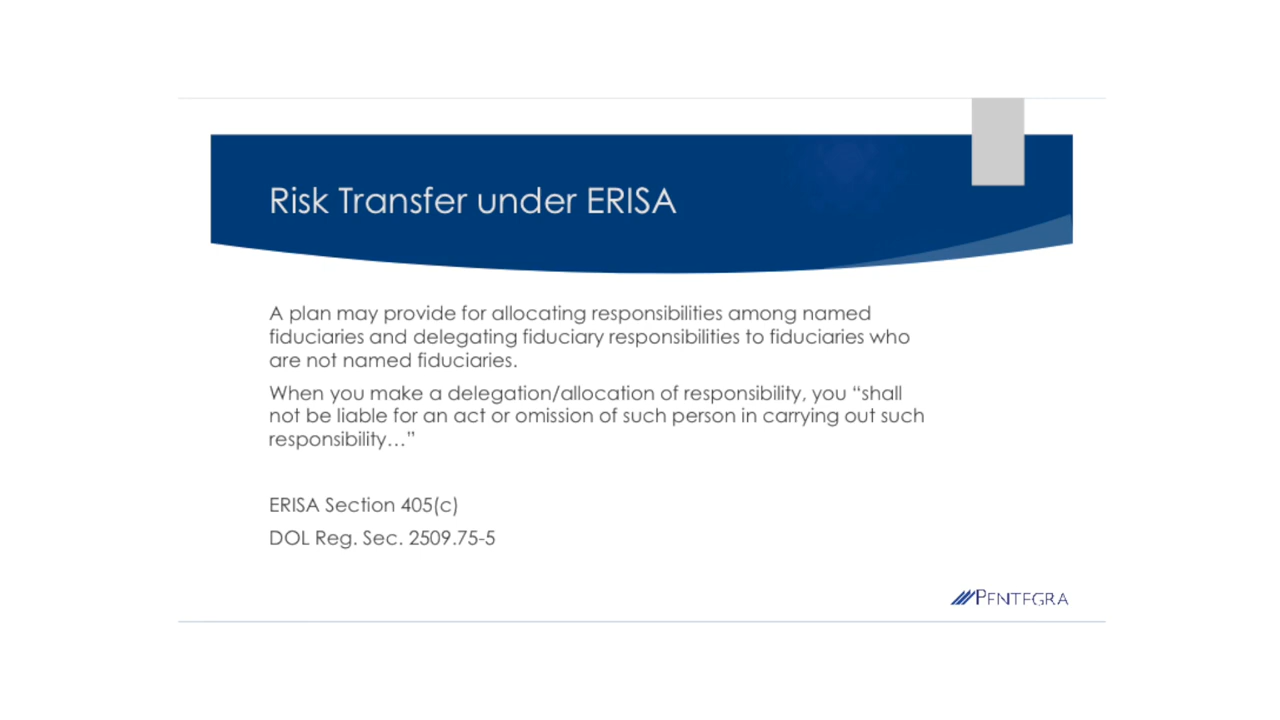 Risk Transfer under ERISA
A plan may provide for allocating responsibilities among named
fiduciaries and delegating fiduciary responsibilities to fiduciaries who
are not named fiduciaries.
When you make a delegation/allocation of responsibility, you “shall
not be liable for an act or omission of such person in carrying out such
responsibility…”
ERISA Section 405(c)
DOL Reg. Sec. 2509.75-5
PENTEGRA